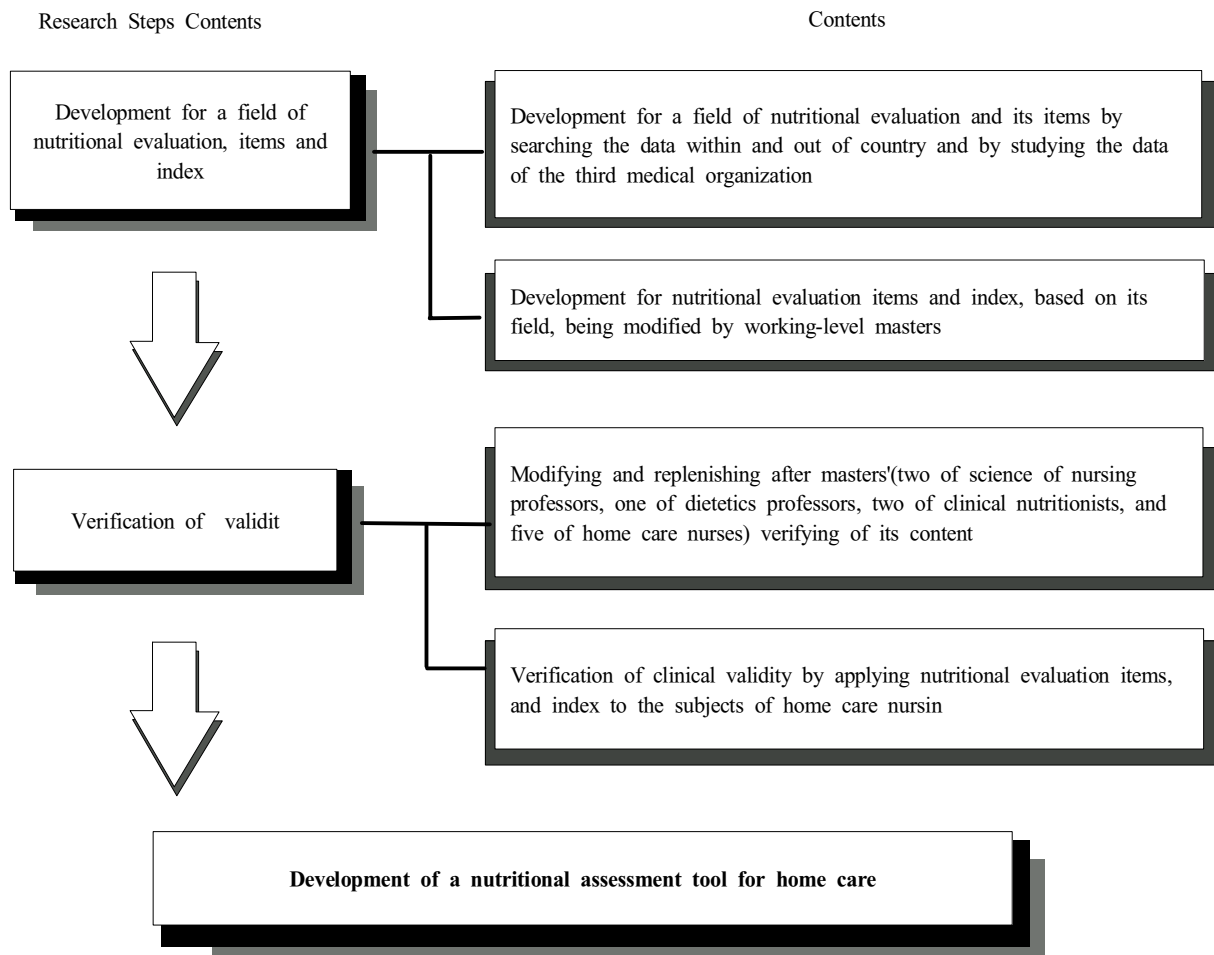 Research Steps Contents
Contents
Development for a field of
nutritional evaluation, items and
index
Development for a field of nutritional evaluation and its items by
searching the data within and out of country and by studying the data
of the third medical organization
Development for nutritional evaluation items and index, based on its
field, being modified by working-level masters
Verification of validit
Modifying and replenishing after masters'(two of science of nursing
professors, one of dietetics professors, two of clinical nutritionists, and
five of home care nurses) verifying of its content
Verification of clinical validity by applying nutritional evaluation items,
and index to the subjects of home care nursin
Development of a nutritional assessment tool for home care